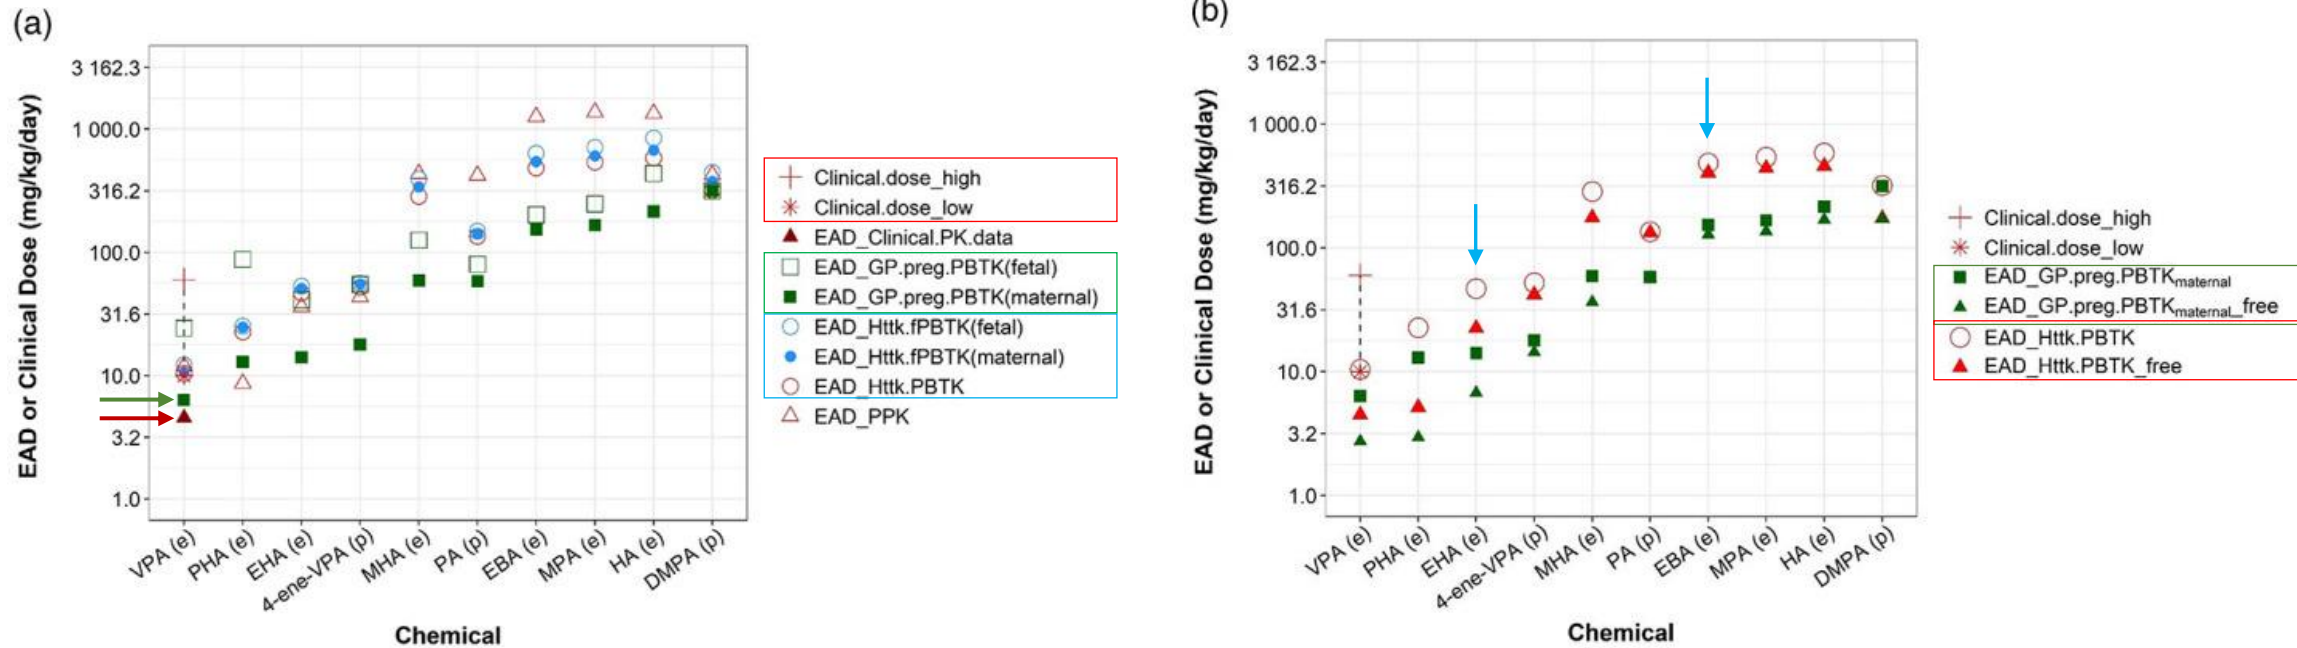 (a)
EAD or Clinical Dose (mg/kg/day)
3 162.3
1 000.0
316.2
100.0
31.6
10.0
3.2
1.0
VPA (e)
PHA (e)
EHA (e)
4-ene-VPA (p)
MHA (e)
PA (p)
EBA (e)
MPA (e)
HA (e)
DMPA (p)
Chemical
Clinical.dose_high
Clinical.dose_low
EAD_Clinical.PK.data
EAD_GP.preg.PBTK(fetal)
EAD_GP.preg.PBTK(maternal)
EAD_Httk.fPBTK(fetal)
EAD_Httk.fPBTK(maternal)
EAD_Httk.PBTK
EAD_PPK
(b)
EAD or Clinical Dose (mg/kg/day)
3 162.3
1 000.0
316.2
100.0
31.6
10.0
3.2
1.0
VPA (e)
PHA (e)
EHA (e)
4-ene-VPA (p)
MHA (e)
PA (p)
EBA (e)
MPA (e)
HA (e)
DMPA (p)
Chemical
Clinical.dose_high
Clinical.dose_low
EAD_GP.preg.PBTKmaternal
EAD_GP.preg.PBTKmaternal_free
EAD_Httk.PBTK
EAD_Httk.PBTK_free